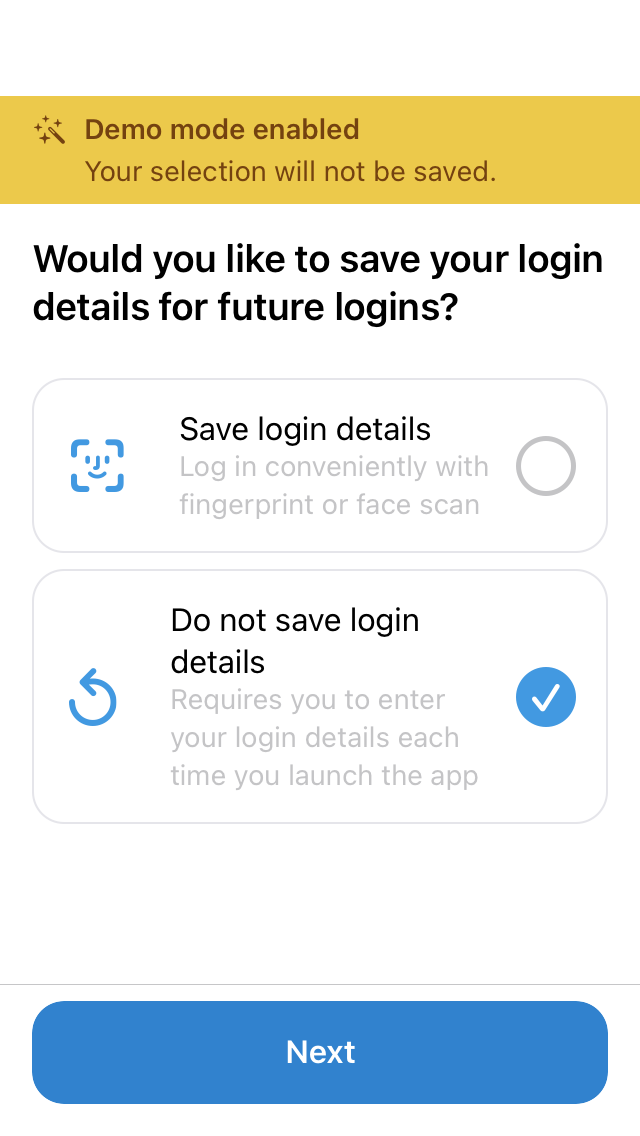 Demo mode enabled
Your selection will not be saved.
Would you like to save your login
details for future logins?
Save login details
Log in conveniently with
fingerprint or face scan
Do not save login
details
Requires you to enter
your login details each
time you launch the app
Next